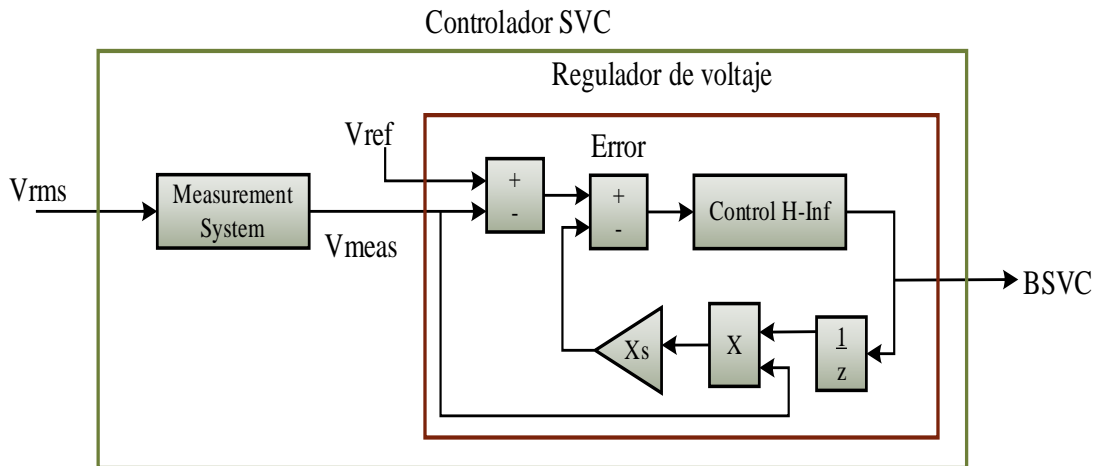 Controlador SVC
Regulador de voltaje
Vref
Error
Vrms
Measurement
System
Vmeas
+
-
+
-
Control H-Inf
BSVC
Xs
X
1
z